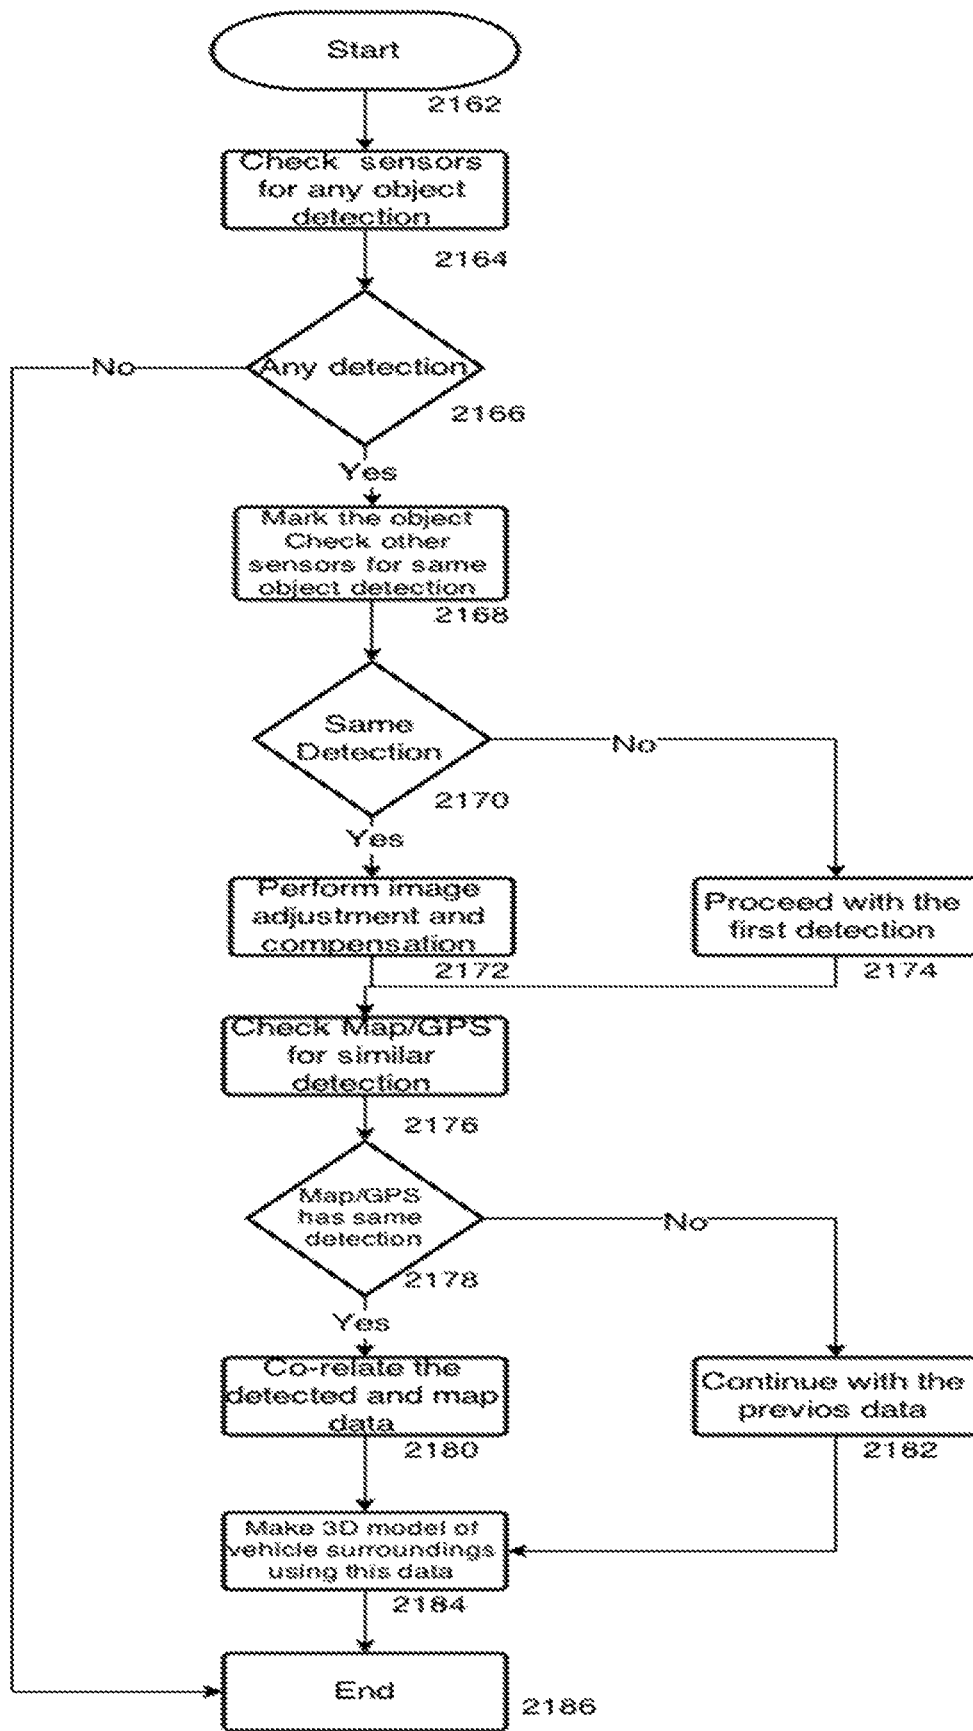 Start
2162
Check sensors
for any object
detection
2164
No
Any detection
2166
Yes
Mark the object
Check other
sensors for same
object detection
2168
Same
Detection
No
2170
Yes
Perform image
adjustment and
compensation
2172
Proceed with the
first detection
2174
Check Map/GPS
for similar
detection
2176
Map/GPS
has same
detection
No
2178
Yes
Co-relate the
detected and map
data
2180
Continue with the
previos data
2182
Make 3D model of
vehicle surroundings
using this data
2184
End
2186